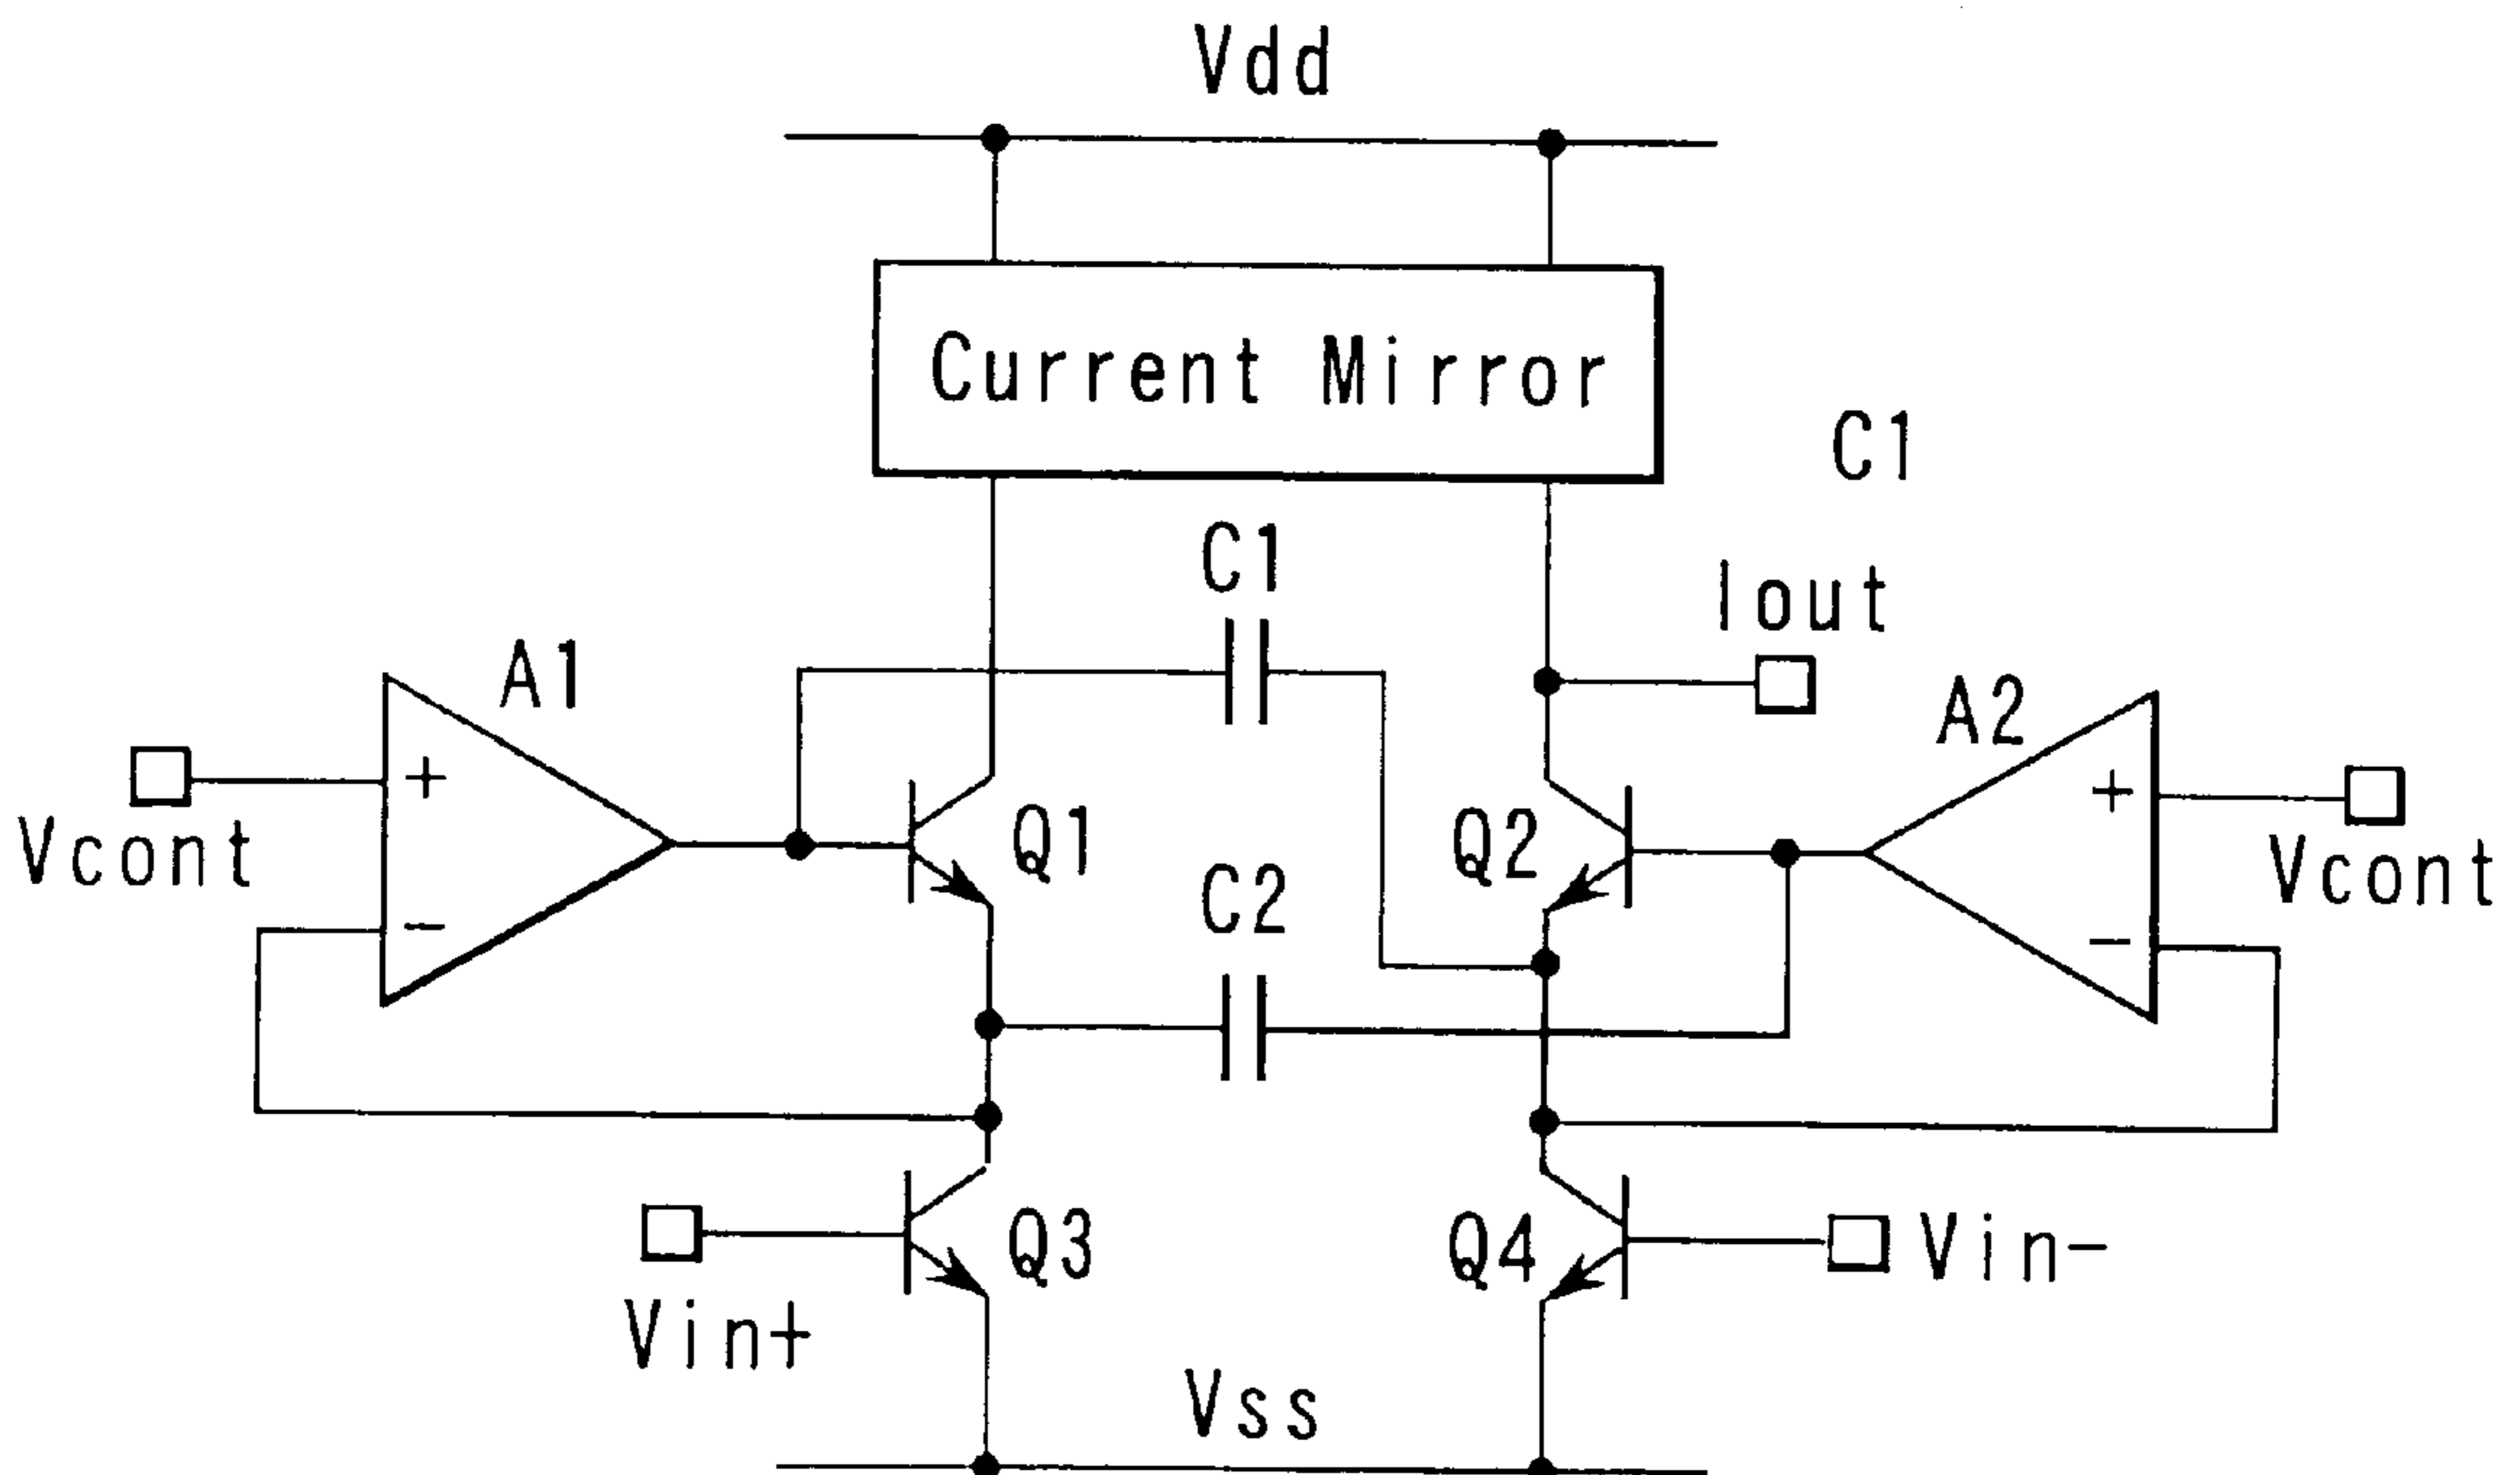 Vdd
Current Mirror
C1
C1
Iout
A1
A2
+
+
Vcont
Q1
Q2
Vcont
C2
−
−
Q3
Q4
Vin-
Vin+
Vss